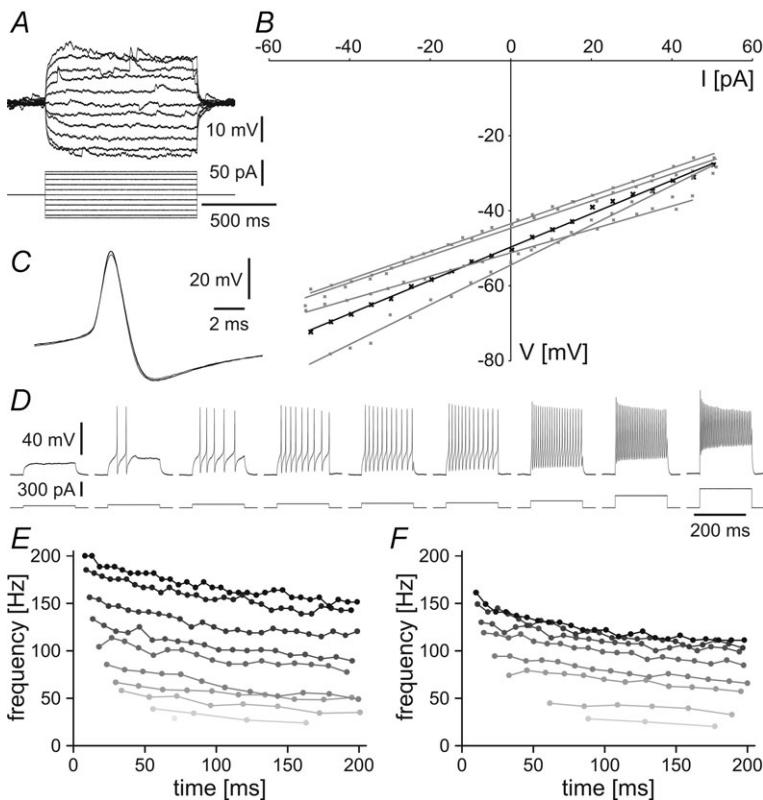 A
10 mV
50 pA
500 ms
B
-60 -40 -20 0 20 40 60
I [pA]
-20
-40
-60
-80
V [mV]
C
20 mV
2 ms
D
40 mV
300 pA
200 ms
E
frequency [Hz]
200
150
100
50
0
0 50 100 150 200
time [ms]
F
frequency [Hz]
200
150
100
50
0
0 50 100 150 200
time [ms]